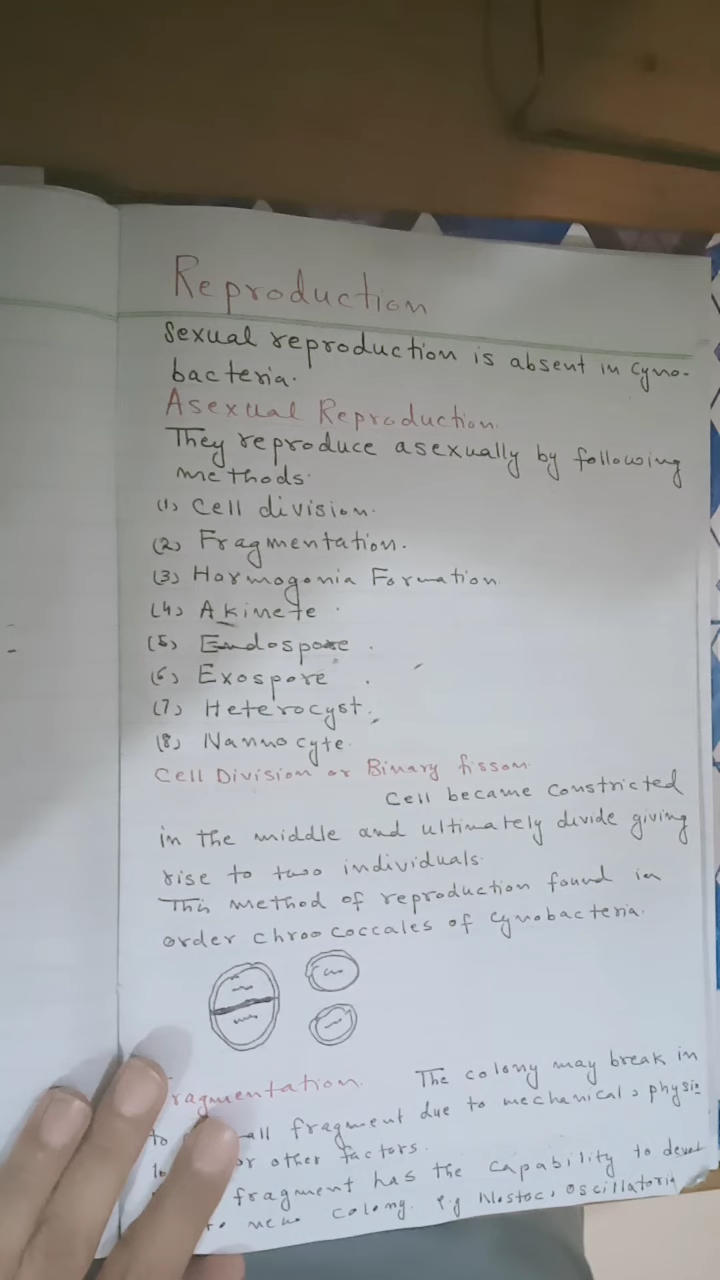 Reproduction
Sexual reproduction is absent in Cyno-
bacteria.
Asexual Reproduction.
They reproduce asexually by following
methods.
(1) Cell division.
(2) Fragmentation.
(3) Hormogonia Formation
(4) Akinete.
(5) Endospore.
(6) Exospore.
(7) Heterocyst.
(8) Nannocyte.
Cell Division or Binary fisson
Cell became constricted
in the middle and ultimately divide giving
rise to two individuals.
This method of reproduction found in
order chroococcales of Cynobacteria.
ragmentation. The colony may break in
to all fragment due to mechanical, physio
or other factors.
fragment has the capability to devel
new colony. e.g Nostoc, Oscillatoria